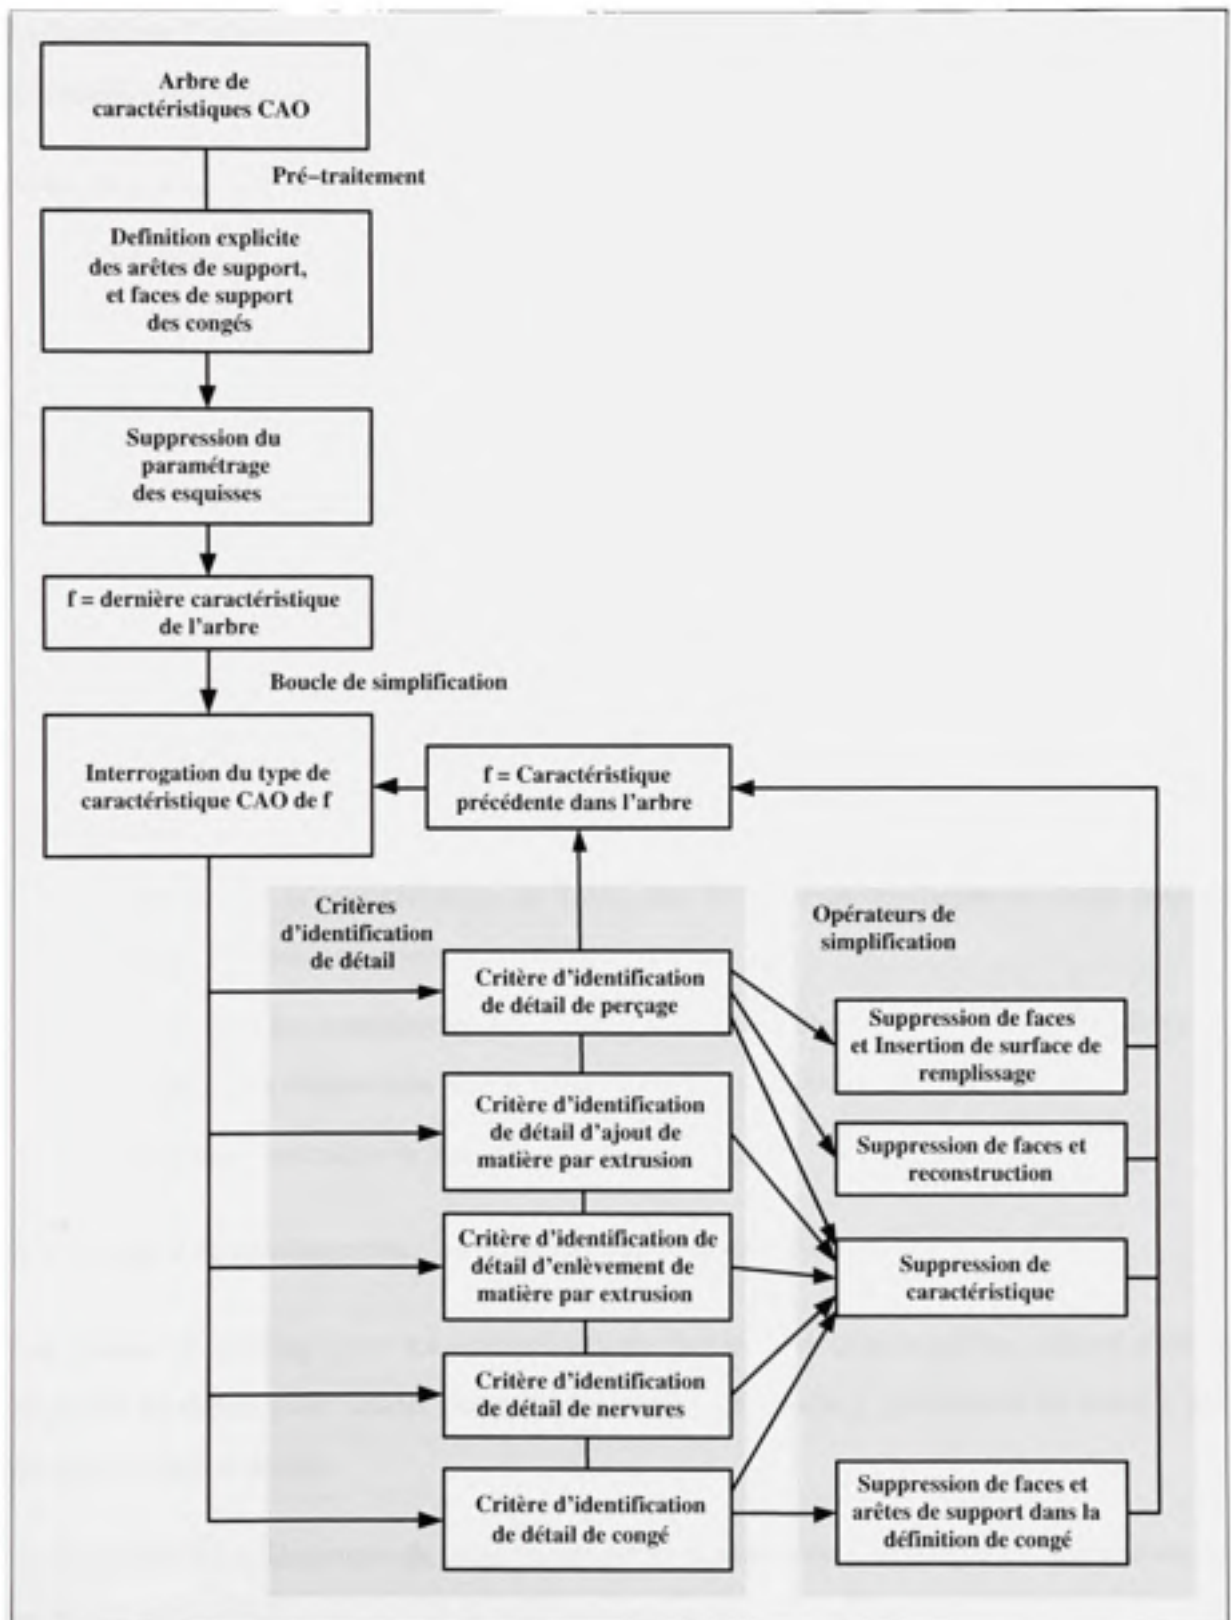 Arbre de
caractéristiques CAO
Pré-traitement
Definition explicite
des arêtes de support,
et faces de support
des congés
Suppression du
paramétrage
des esquisses
f = dernière caractéristique
de l'arbre
Boucle de simplification
Interrogation du type de
caractéristique CAO de f
f = Caractéristique
précédente dans l'arbre
Critères
d'identification
de détail
Opérateurs de
simplification
Critère d'identification
de détail de perçage
Critère d'identification
de détail d'ajout de
matière par extrusion
Critère d'identification de
détail d'enlèvement de
matière par extrusion
Critère d'identification
de détail de nervures
Critère d'identification
de détail de congé
Suppression de faces
et Insertion de surface de
remplissage
Suppression de faces et
reconstruction
Suppression de
caractéristique
Suppression de faces et
arêtes de support dans la
définition de congé